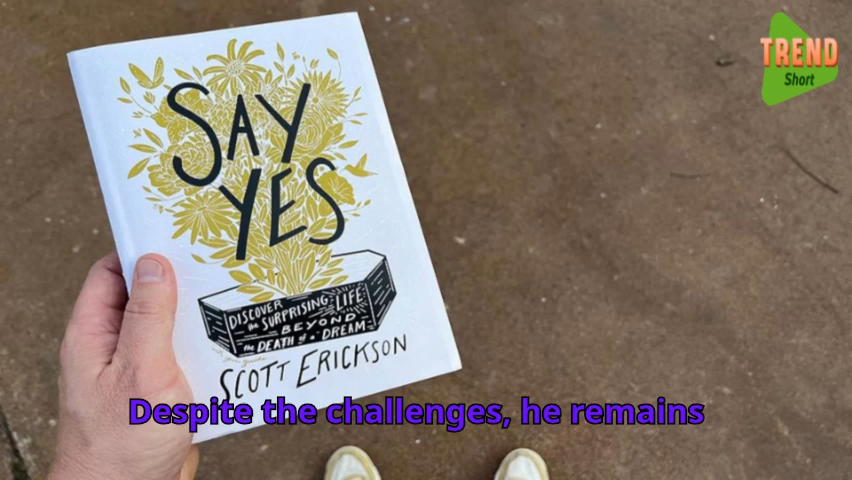 TREND
Short
SAY
YES
DISCOVER
the SURPRISING LIFE
BEYOND
the DEATH of a DREAM
SCOTT ERICKSON
Despite the challenges, he remains